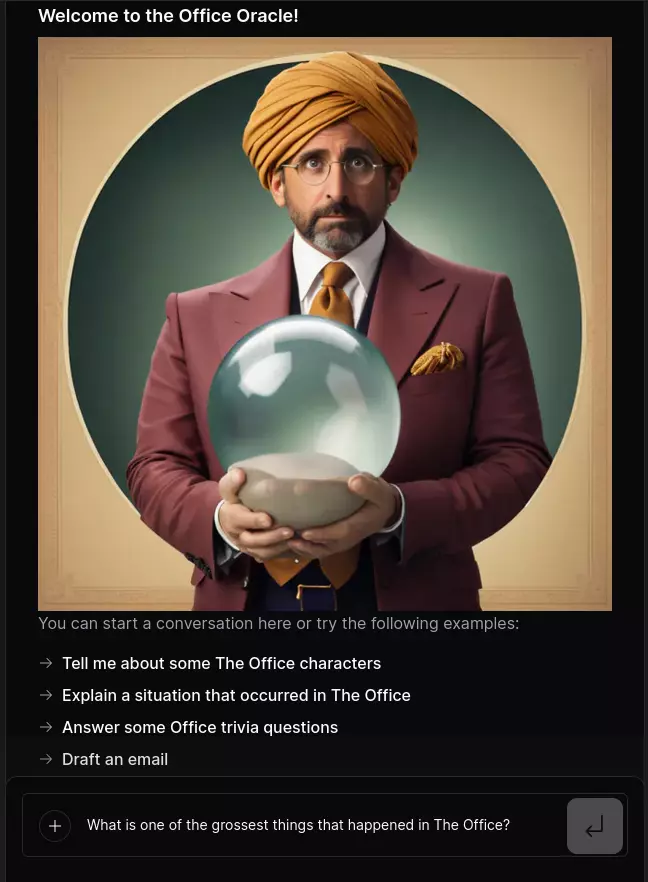 Welcome to the Office Oracle!
You can start a conversation here or try the following examples:
Tell me about some The Office characters
Explain a situation that occurred in The Office
Answer some Office trivia questions
Draft an email
What is one of the grossest things that happened in The Office?